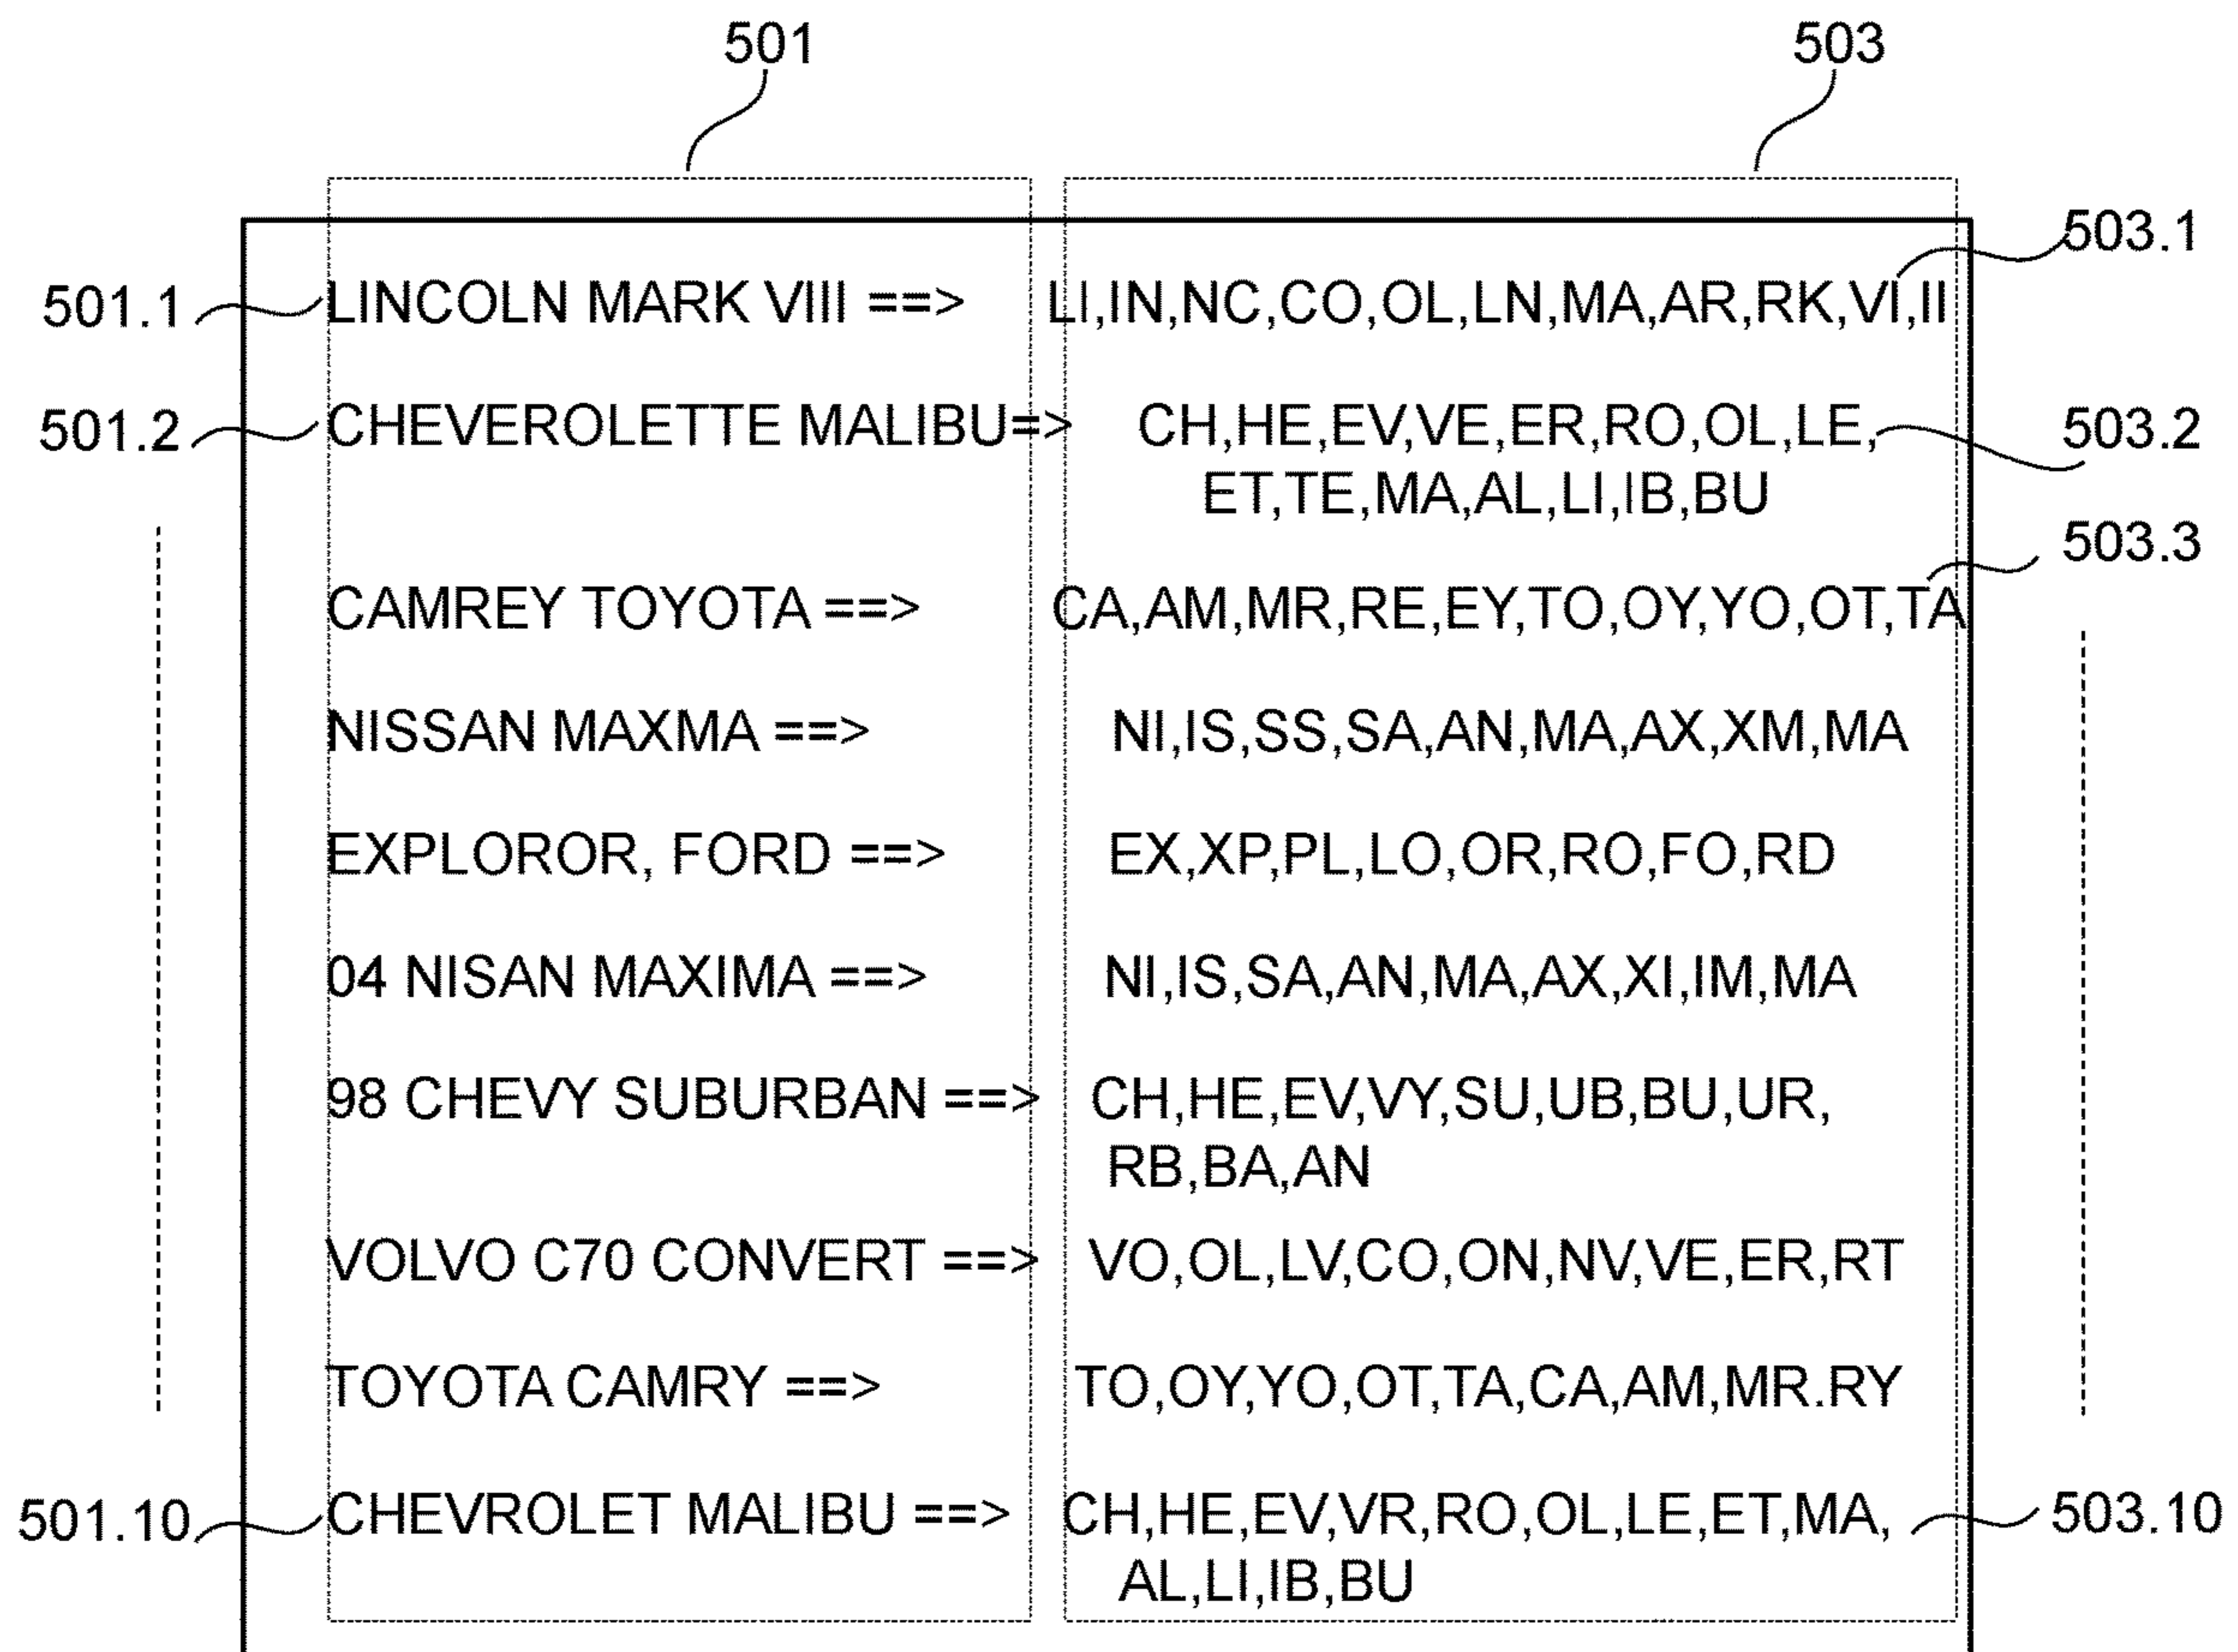 501 503
503.1
501.1 LINCOLN MARK VIII ==> LI,IN,NC,CO,OL,LN,MA,AR,RK,VI,II
501.2 CHEVEROLETTE MALIBU=> CH,HE,EV,VE,ER,RO,OL,LE, 503.2
ET,TE,MA,AL,LI,IB,BU
503.3
CAMREY TOYOTA ==> CA,AM,MR,RE,EY,TO,OY,YO,OT,TA
NISSAN MAXMA ==> NI,IS,SS,SA,AN,MA,AX,XM,MA
EXPLOROR, FORD ==> EX,XP,PL,LO,OR,RO,FO,RD
04 NISAN MAXIMA ==> NI,IS,SA,AN,MA,AX,XI,IM,MA
98 CHEVY SUBURBAN ==> CH,HE,EV,VY,SU,UB,BU,UR,
RB,BA,AN
VOLVO C70 CONVERT ==> VO,OL,LV,CO,ON,NV,VE,ER,RT
TOYOTA CAMRY ==> TO,OY,YO,OT,TA,CA,AM,MR.RY
501.10 CHEVROLET MALIBU ==> CH,HE,EV,VR,RO,OL,LE,ET,MA, 503.10
AL,LI,IB,BU